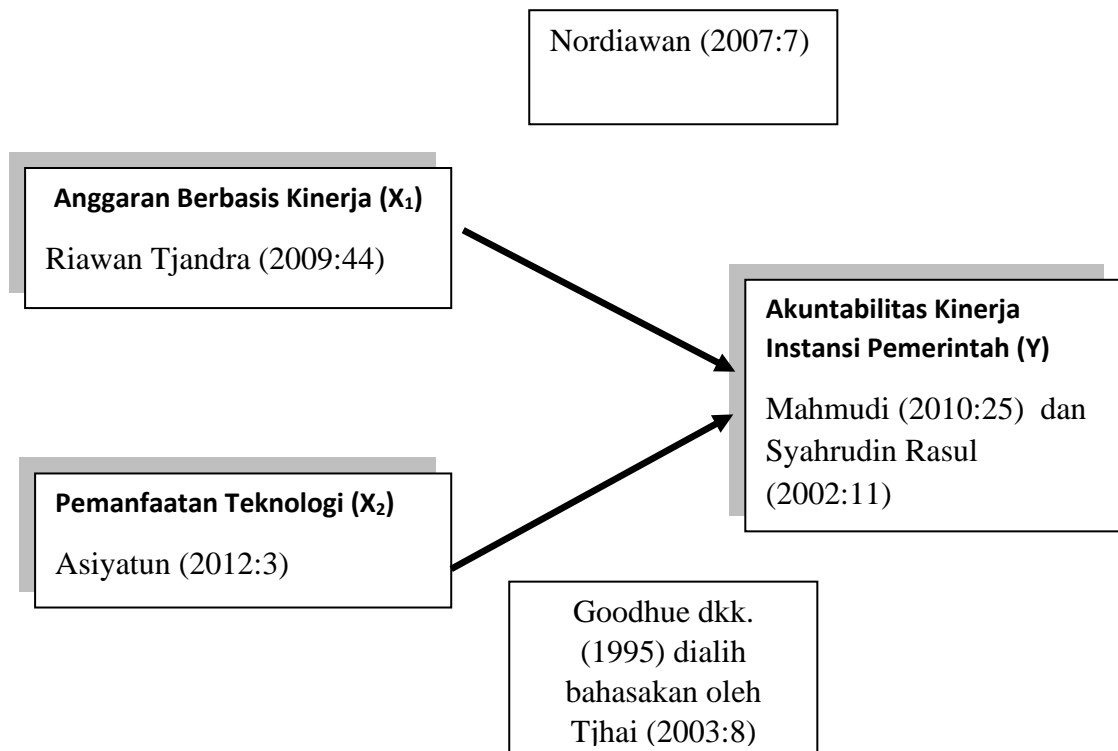 Nordiawan (2007:7)
Anggaran Berbasis Kinerja (X₁)
Riawan Tjandra (2009:44)
Akuntabilitas Kinerja
Instansi Pemerintah (Y)
Mahmudi (2010:25) dan
Syahrudin Rasul
(2002:11)
Pemanfaatan Teknologi (X₂)
Asiyatun (2012:3)
Goodhue dkk.
(1995) dialih
bahasakan oleh
Tjhai (2003:8)